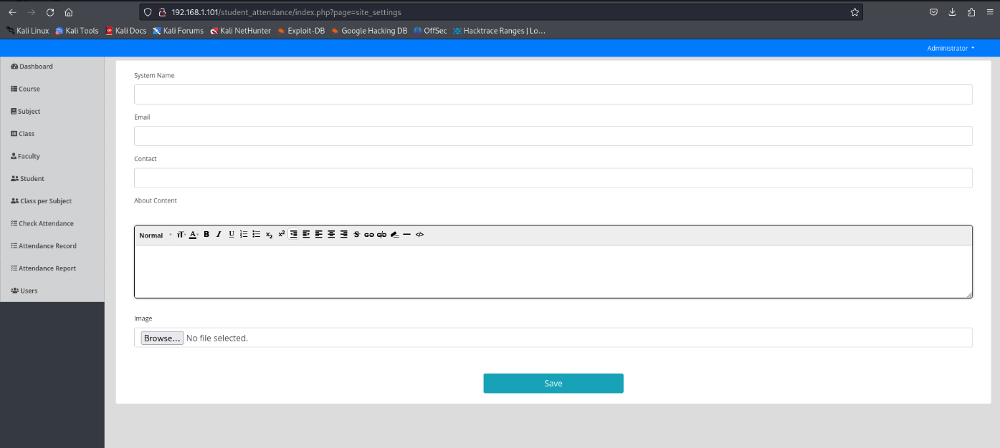 192.168.1.101/student_attendance/index.php?page=site_settings
Kali Linux Kali Tools Kali Docs Kali Forums Kali NetHunter Exploit-DB Google Hacking DB OffSec Hacktrace Ranges | Lo...
Administrator
Dashboard
Course
Subject
Class
Faculty
Student
Class per Subject
Check Attendance
Attendance Record
Attendance Report
Users
System Name
Email
Contact
About Content
Normal TT A B I U x2 x2 S </>
Image
Browse... No file selected.
Save